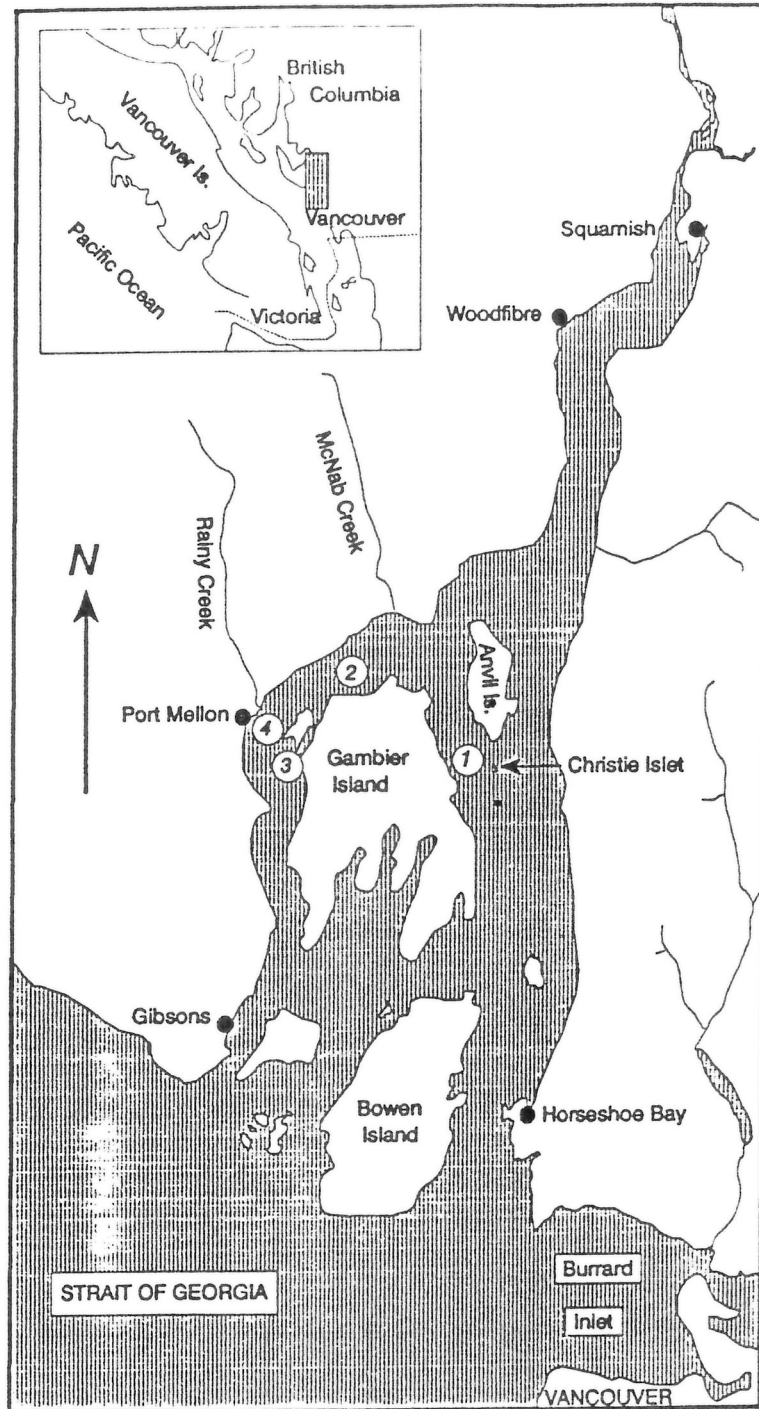 British
Columbia
Vancouver Is.
Vancouver
Pacific Ocean
Victoria
Squamish
Woodfibre
McNab Creek
Rainy Creek
N
Anvil Is.
2
Port Mellon
4
3
Gambier
Island
1
Christie Islet
Gibsons
Bowen
Island
Horseshoe Bay
Burrard
Inlet
STRAIT OF GEORGIA
VANCOUVER